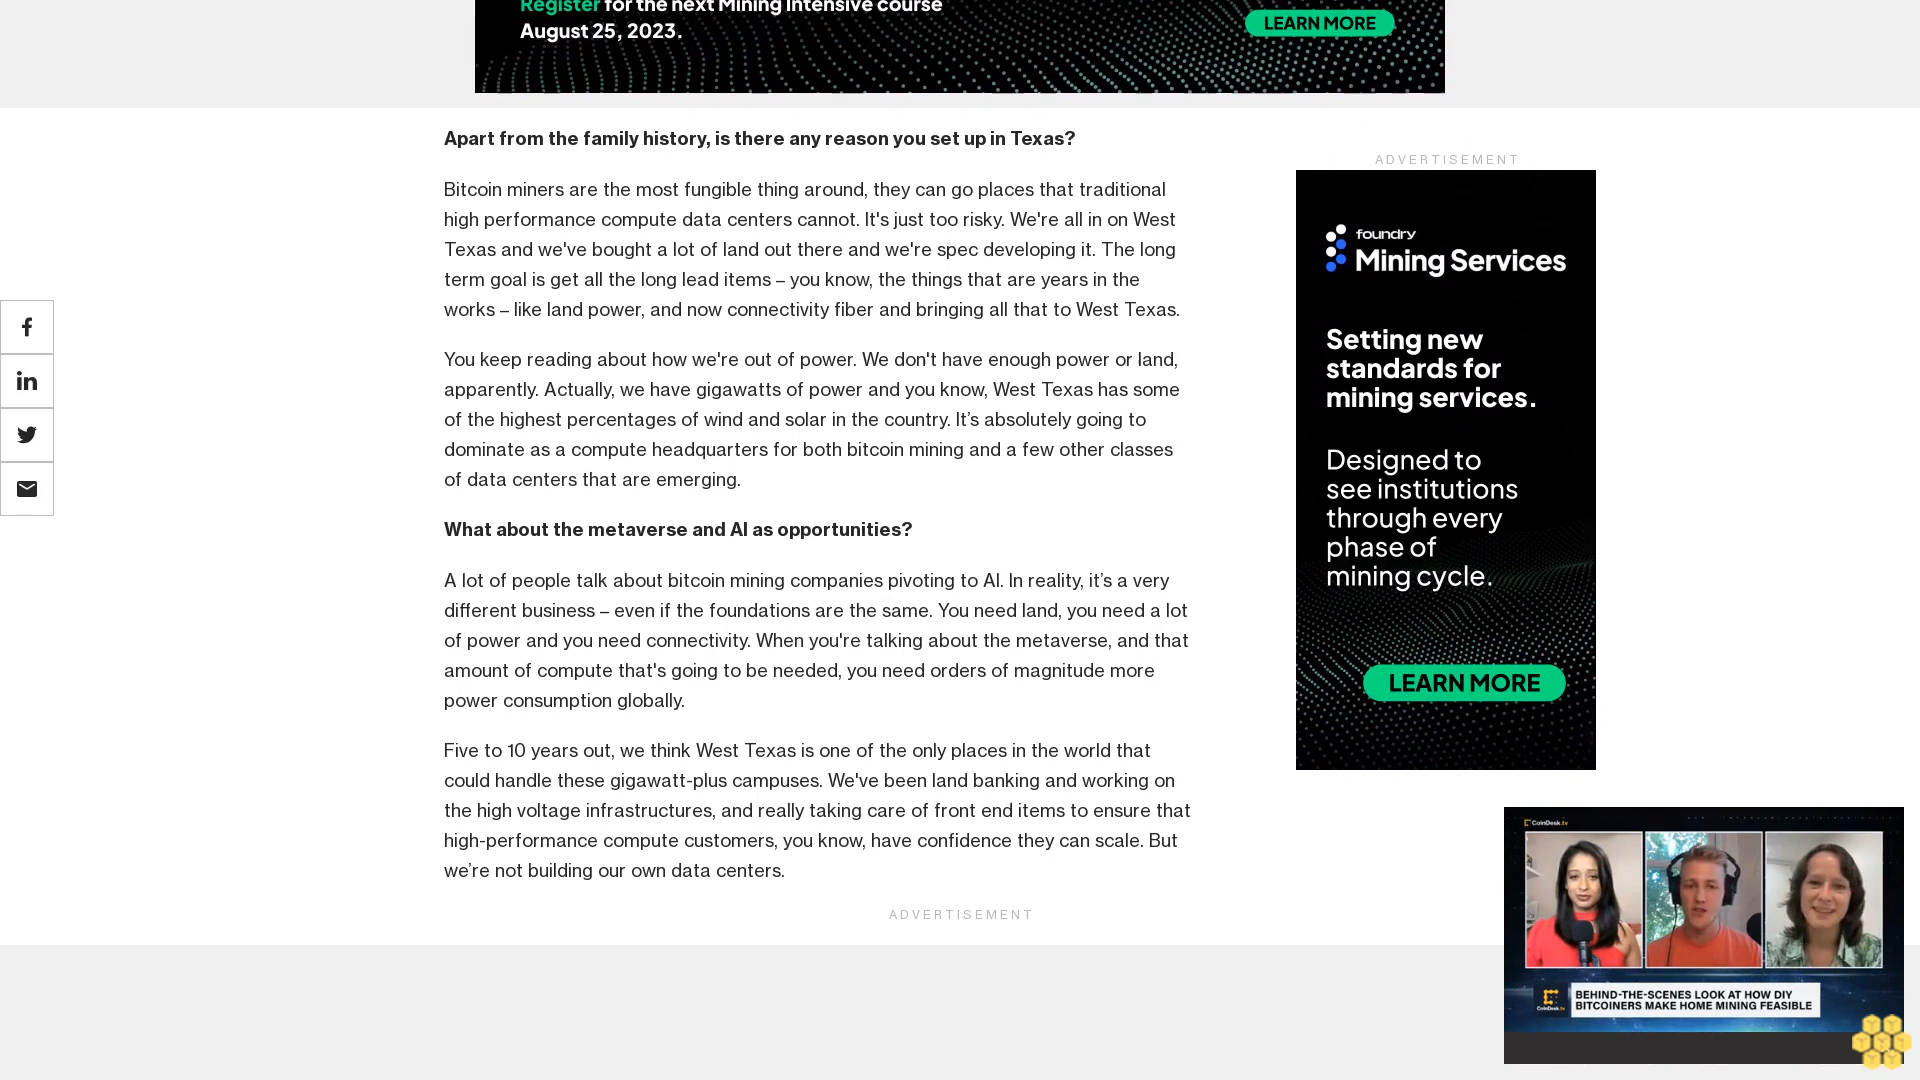 Register for the next Mining Intensive course
August 25, 2023.
LEARN MORE
Apart from the family history, is there any reason you set up in Texas?
Bitcoin miners are the most fungible thing around, they can go places that traditional
high performance compute data centers cannot. It's just too risky. We're all in on West
Texas and we've bought a lot of land out there and we're spec developing it. The long
term goal is get all the long lead items – you know, the things that are years in the
works – like land power, and now connectivity fiber and bringing all that to West Texas.
You keep reading about how we're out of power. We don't have enough power or land,
apparently. Actually, we have gigawatts of power and you know, West Texas has some
of the highest percentages of wind and solar in the country. It’s absolutely going to
dominate as a compute headquarters for both bitcoin mining and a few other classes
of data centers that are emerging.
What about the metaverse and AI as opportunities?
A lot of people talk about bitcoin mining companies pivoting to AI. In reality, it’s a very
different business – even if the foundations are the same. You need land, you need a lot
of power and you need connectivity. When you're talking about the metaverse, and that
amount of compute that's going to be needed, you need orders of magnitude more
power consumption globally.
Five to 10 years out, we think West Texas is one of the only places in the world that
could handle these gigawatt-plus campuses. We've been land banking and working on
the high voltage infrastructures, and really taking care of front end items to ensure that
high-performance compute customers, you know, have confidence they can scale. But
we’re not building our own data centers.
ADVERTISEMENT
ADVERTISEMENT
foundry
Mining Services
Setting new
standards for
mining services.
Designed to
see institutions
through every
phase of
mining cycle.
LEARN MORE
CoinDesk.tv
BEHIND-THE-SCENES LOOK AT HOW DIY
BITCOINERS MAKE HOME MINING FEASIBLE
CoinDesk.tv